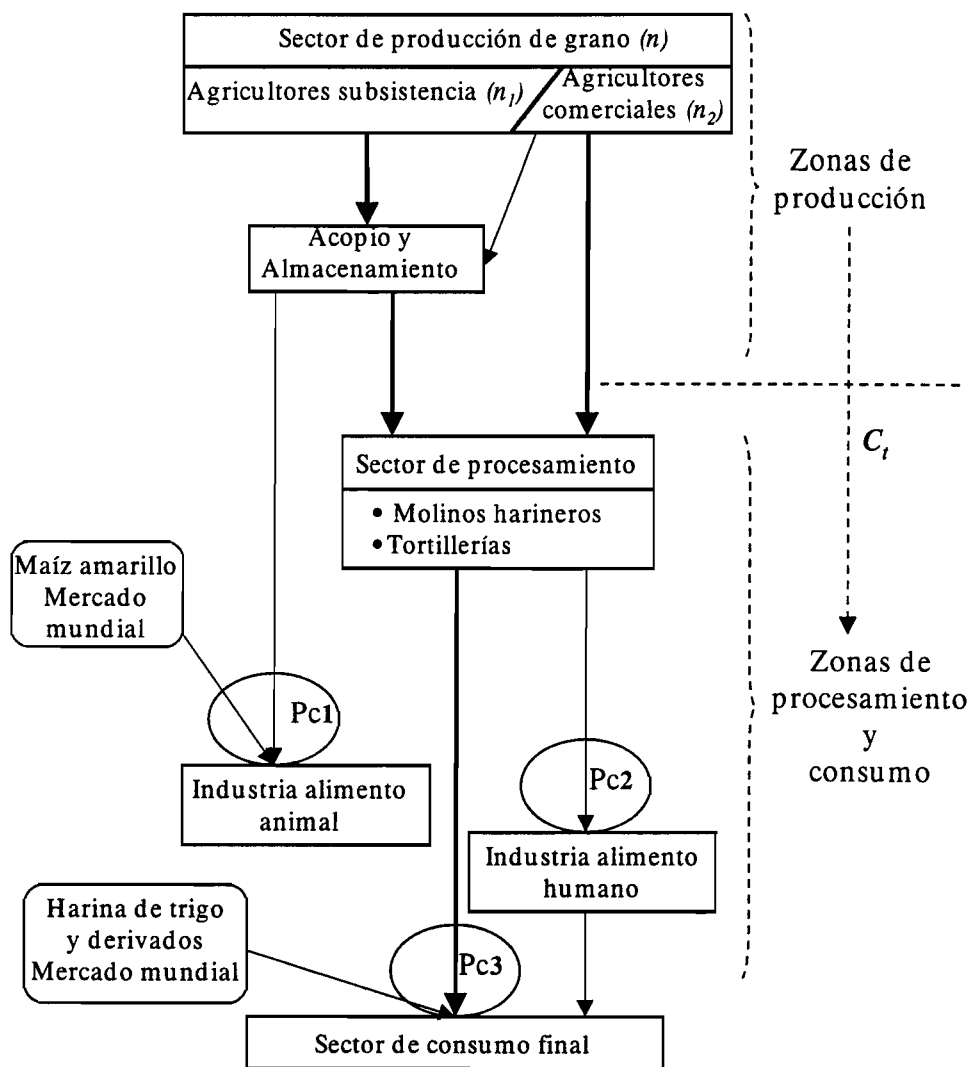 Sector de producción de grano (n)
Agricultores subsistencia (n₁)
Agricultores
comerciales (n₂)
Zonas de
producción
Acopio y
Almacenamiento
Cₜ
Sector de procesamiento
• Molinos harineros
•Tortillerías
Maíz amarillo
Mercado
mundial
Zonas de
procesamiento
y
consumo
Pc1
Pc2
Industria alimento
animal
Industria alimento
humano
Harina de trigo
y derivados
Mercado mundial
Pc3
Sector de consumo final